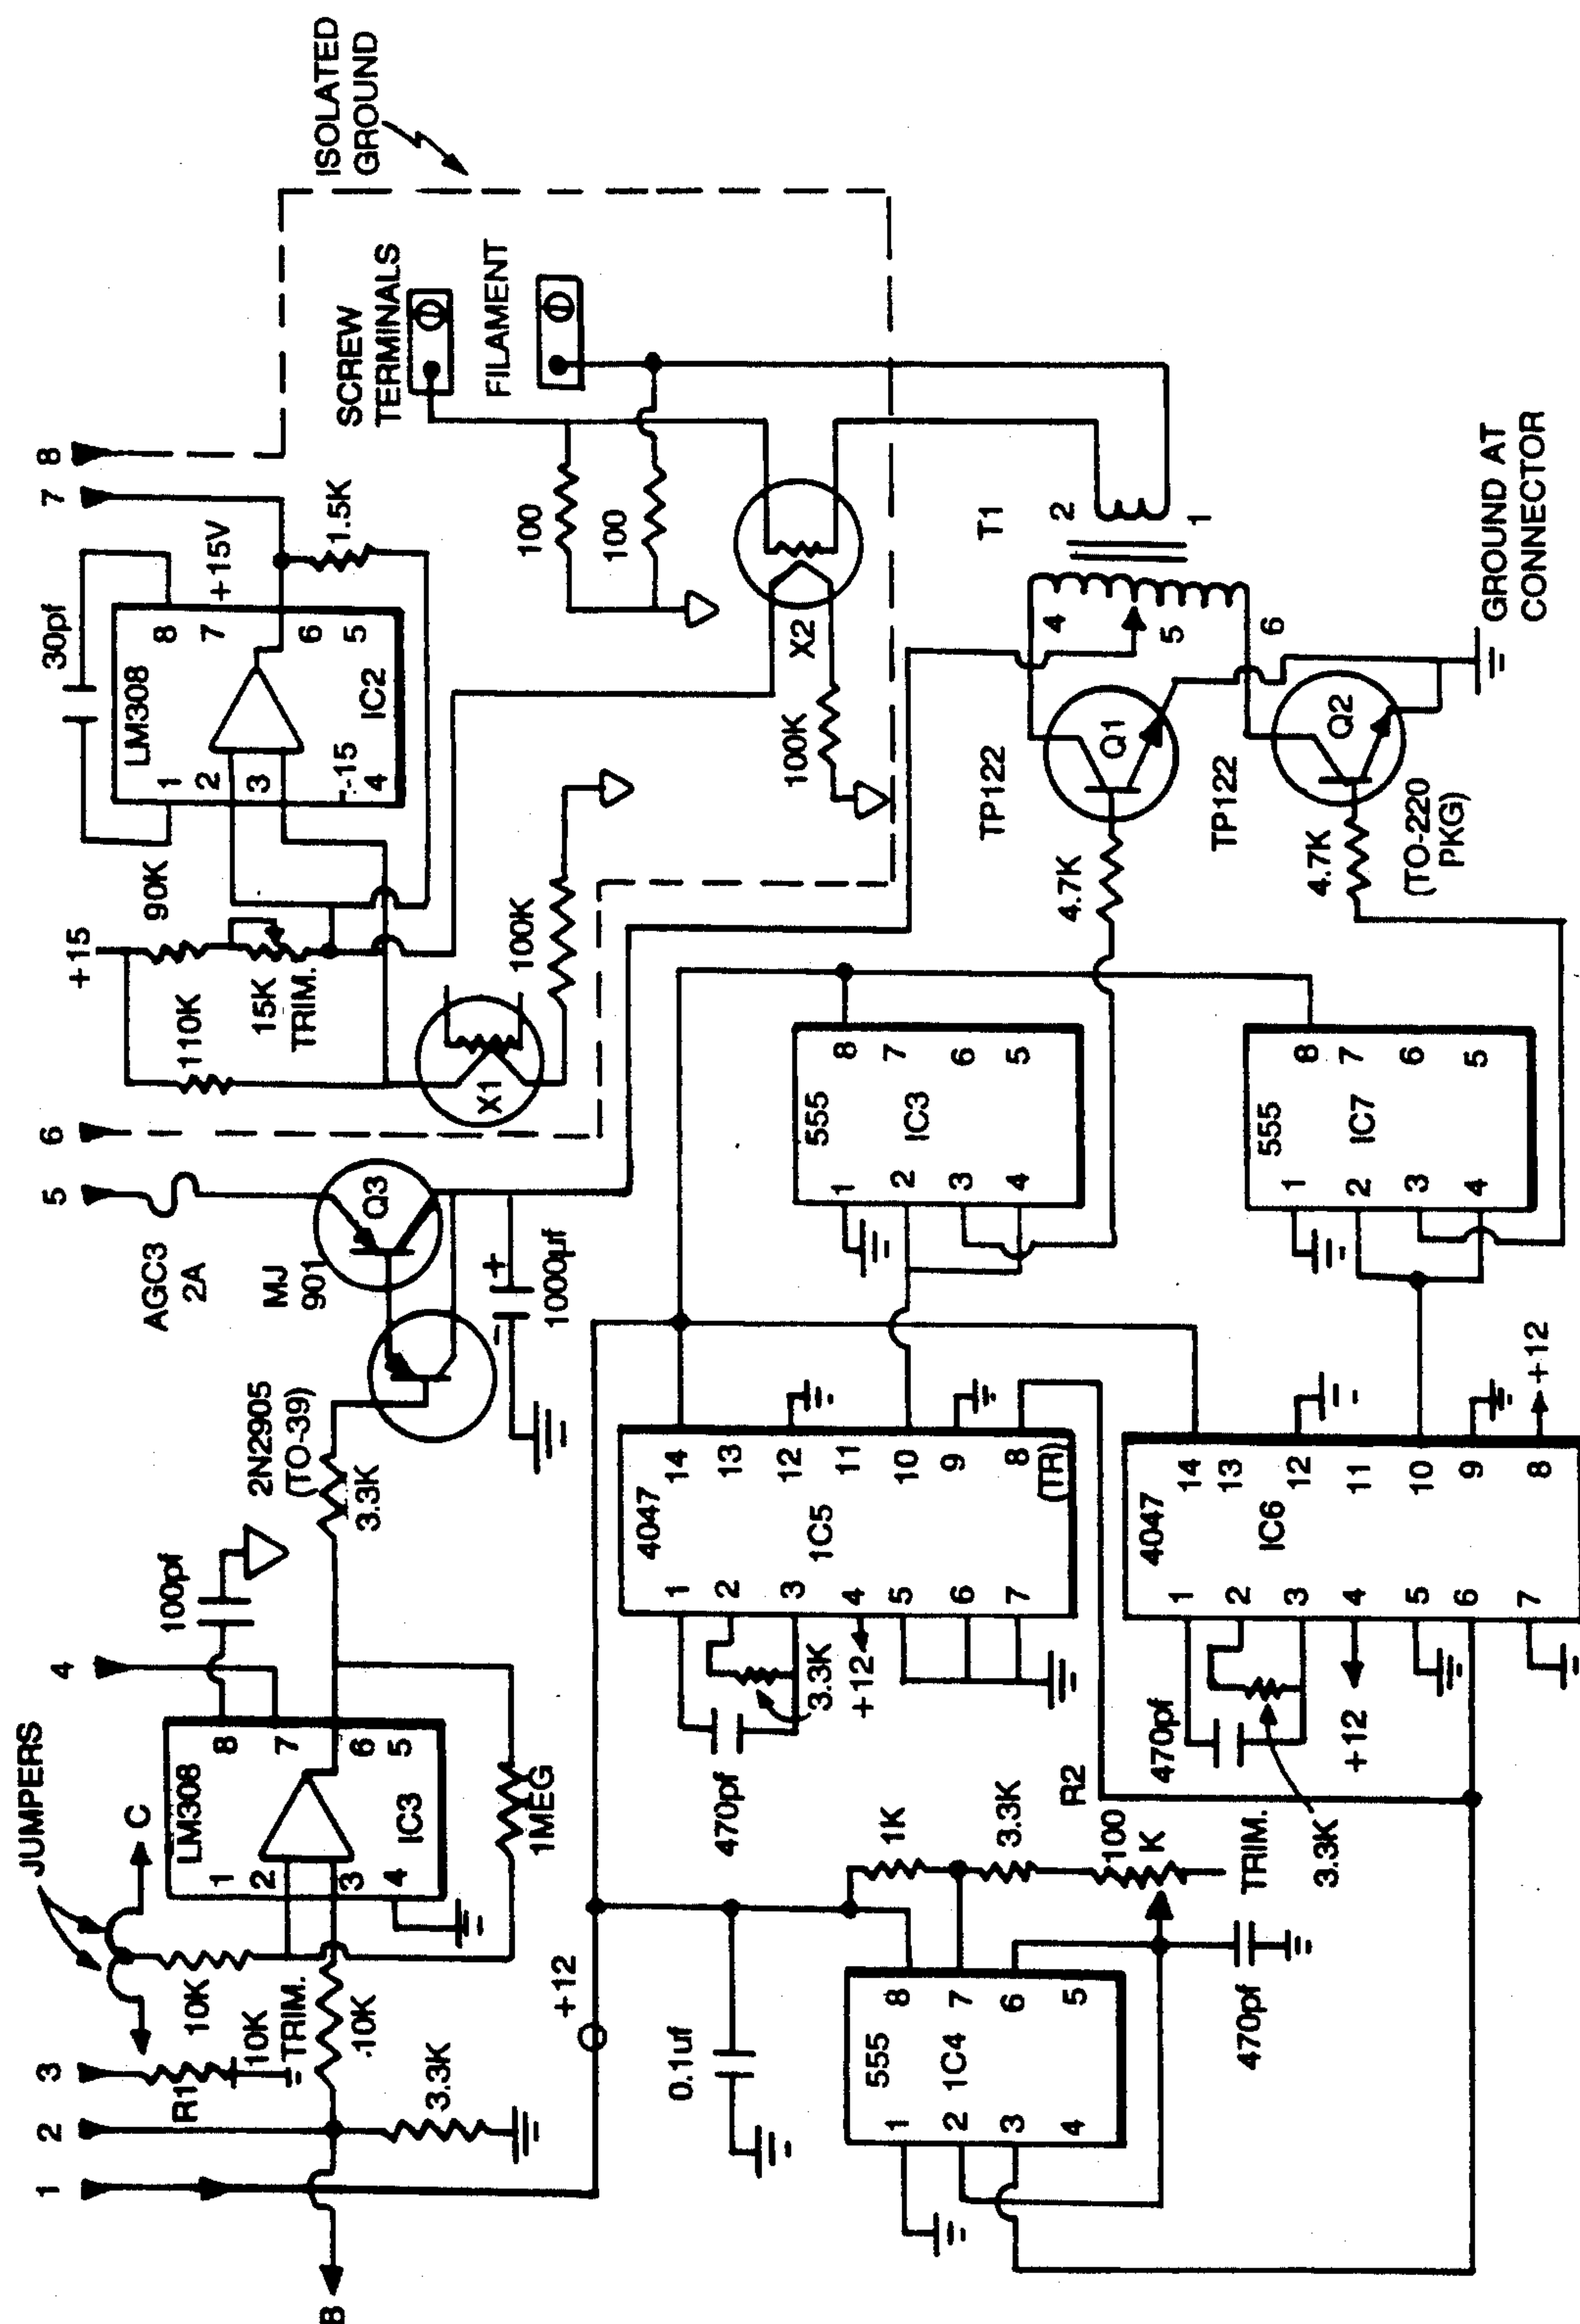 B
1
2
3
4
5
6
7
8
JUMPERS
C
R1
10K
TRIM.
10K
10K
3.3K
LM308
1
2
3
4
5
6
7
8
IC3
1MEG
100pf
3.3K
2N2905
(TO-39)
AGC3
2A
MJ
901
Q3
- +
1000µf
+15
110K
90K
15K
TRIM.
X1
100K
30pf
LM308
1
2
3
-15
4
8
7
+15V
6
5
IC2
1.5K
ISOLATED
GROUND
SCREW
TERMINALS
FILAMENT
100
100
X2
100K
+12
0.1uf
555
1C4
1
2
3
4
5
6
7
8
470pf
1K
3.3K
R2
100
K
TRIM.
4047
1C5
1
2
3
4
5
6
7
14
13
12
11
10
9
8
(TR)
470pf
3.3K
+12
4047
IC6
1
2
3
4
5
6
7
14
13
12
11
10
9
8
470pf
3.3K
+12
+12
555
IC3
1
2
3
4
8
7
6
5
555
IC7
1
2
3
4
8
7
6
5
4.7K
TP122
Q1
4.7K
TP122
Q2
(TO-220
PKG)
T1
4
5
6
2
1
GROUND AT
CONNECTOR